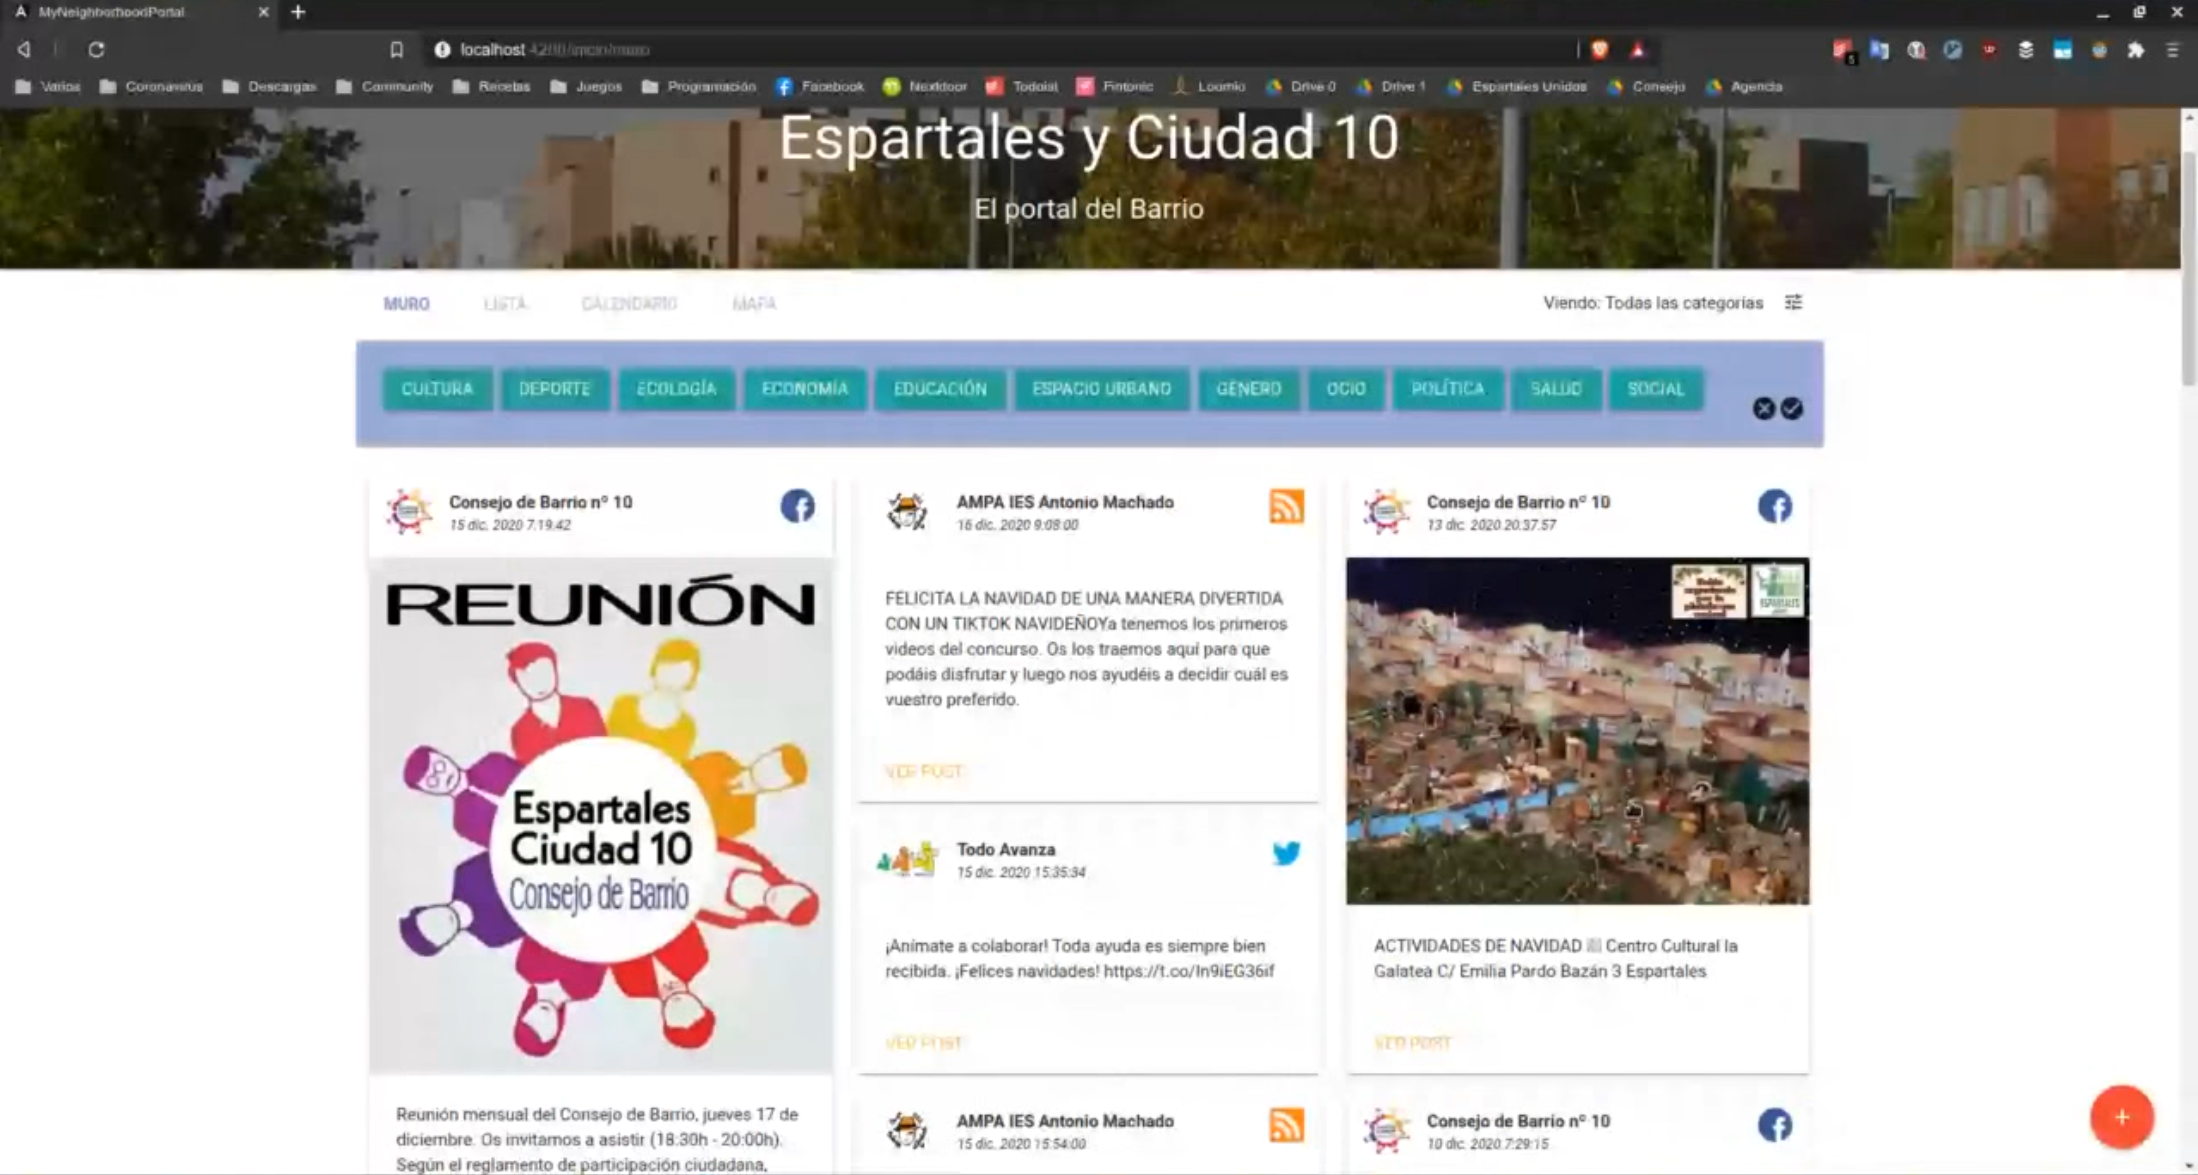 MyNeighborhoodPortal
localhost:4200/inicio/muro
Varios Coronavirus Descargas Community Recetas Juegos Programación Facebook Nextdoor Todoist Fintonic Loomio Drive 0 Drive 1 Espartales Unidos Consejo Agencia
Espartales y Ciudad 10
El portal del Barrio
MURO LISTA CALENDARIO MAPA
Viendo: Todas las categorías
CULTURA DEPORTE ECOLOGÍA ECONOMÍA EDUCACIÓN ESPACIO URBANO GÉNERO OCIO POLÍTICA SALUD SOCIAL
Consejo de Barrio nº 10
15 dic. 2020 7:19:42
REUNIÓN
Espartales
Ciudad 10
Consejo de Barrio
Reunión mensual del Consejo de Barrio, jueves 17 de
diciembre. Os invitamos a asistir (18:30h - 20:00h).
Según el reglamento de participación ciudadana,
AMPA IES Antonio Machado
16 dic. 2020 9:08:00
FELICITA LA NAVIDAD DE UNA MANERA DIVERTIDA
CON UN TIKTOK NAVIDEÑOYa tenemos los primeros
videos del concurso. Os los traemos aquí para que
podáis disfrutar y luego nos ayudéis a decidir cuál es
vuestro preferido.
VER POST
Todo Avanza
15 dic. 2020 15:35:34
¡Anímate a colaborar! Toda ayuda es siempre bien
recibida. ¡Felices navidades! https://t.co/In9iEG36if
VER POST
AMPA IES Antonio Machado
15 dic. 2020 15:54:00
Consejo de Barrio nº 10
13 dic. 2020 20:37:57
ESPARTALES
ACTIVIDADES DE NAVIDAD Centro Cultural la
Galatea C/ Emilia Pardo Bazán 3 Espartales
VER POST
Consejo de Barrio nº 10
10 dic. 2020 7:29:15